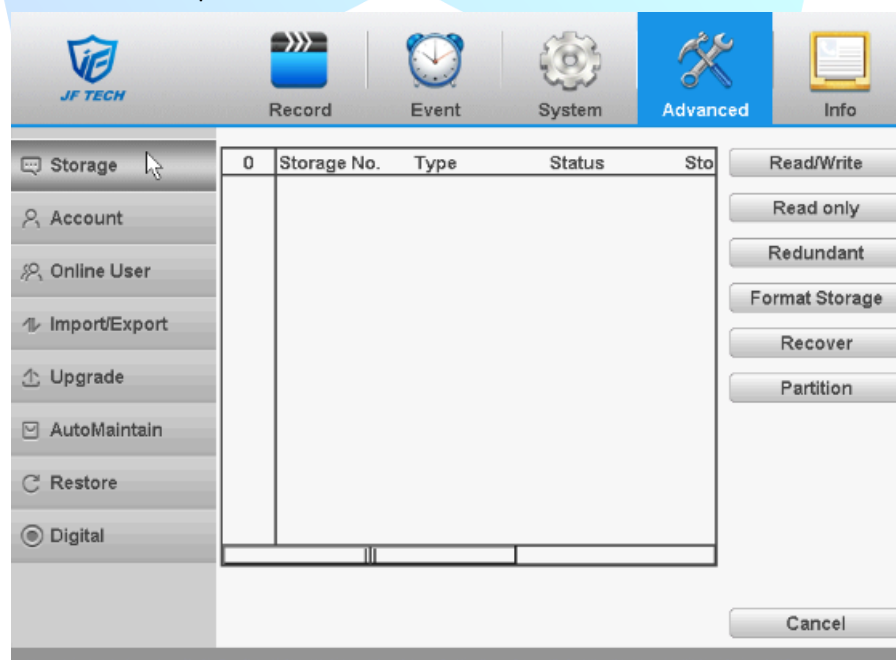 JF TECH
Record
Event
System
Advanced
Info
Storage
Account
Online User
Import/Export
Upgrade
AutoMaintain
Restore
Digital
0 Storage No. Type Status Sto
Read/Write
Read only
Redundant
Format Storage
Recover
Partition
Cancel